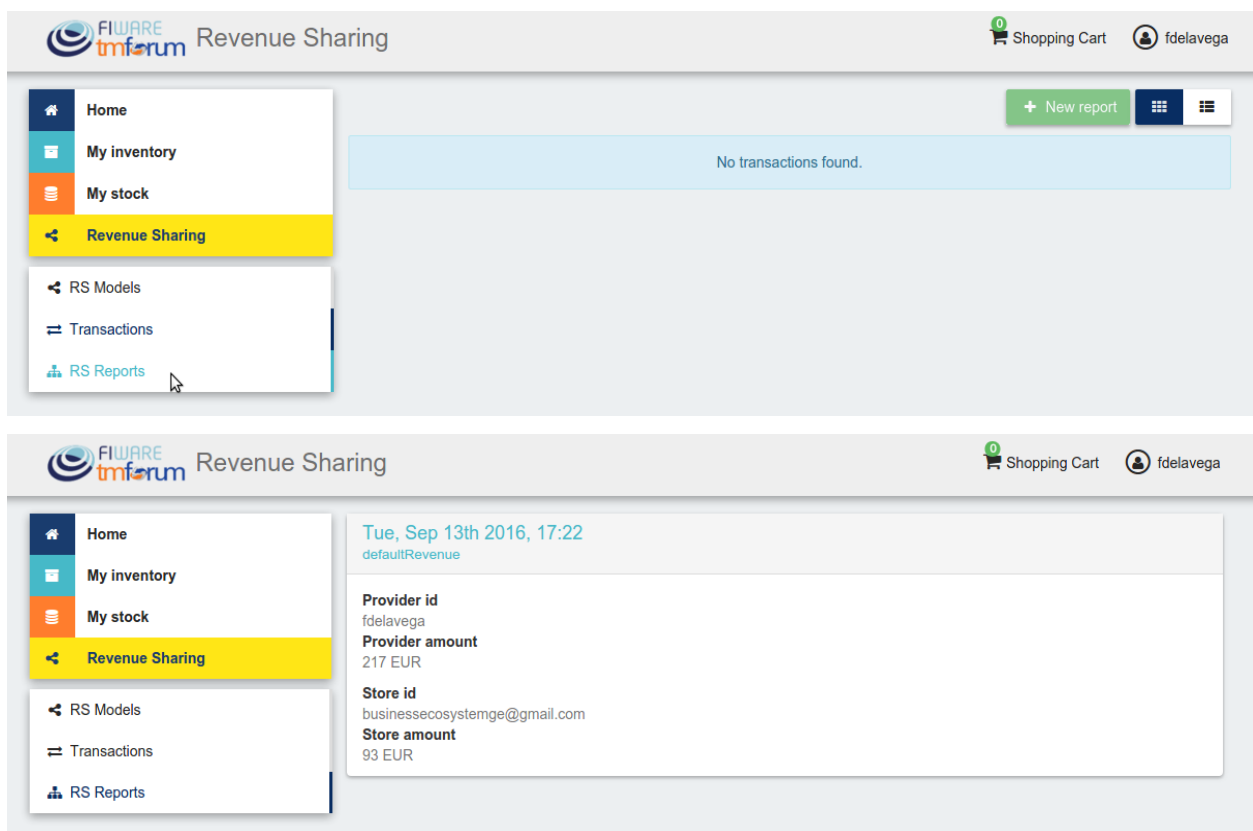 FIWARE
tmforum
Revenue Sharing
0
Shopping Cart
fdelavega
Home
My inventory
My stock
Revenue Sharing
RS Models
Transactions
RS Reports
New report
No transactions found.
FIWARE
tmforum
Revenue Sharing
0
Shopping Cart
fdelavega
Home
My inventory
My stock
Revenue Sharing
RS Models
Transactions
RS Reports
Tue, Sep 13th 2016, 17:22
defaultRevenue
Provider id
fdelavega
Provider amount
217 EUR
Store id
businessecosystemge@gmail.com
Store amount
93 EUR